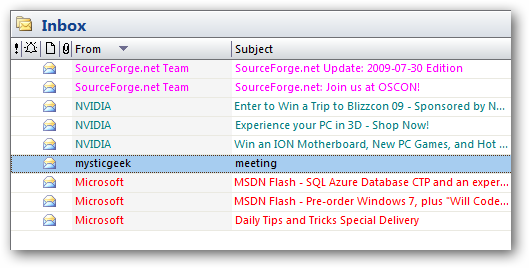 Inbox
! From Subject
SourceForge.net Team SourceForge.net Update: 2009-07-30 Edition
SourceForge.net Team SourceForge.net: Join us at OSCON!
NVIDIA Enter to Win a Trip to Blizzcon 09 - Sponsored by N...
NVIDIA Experience your PC in 3D - Shop Now!
NVIDIA Win an ION Motherboard, New PC Games, and Hot ...
mysticgeek meeting
Microsoft MSDN Flash - SQL Azure Database CTP and an exper...
Microsoft MSDN Flash - Pre-order Windows 7, plus "Will Code...
Microsoft Daily Tips and Tricks Special Delivery